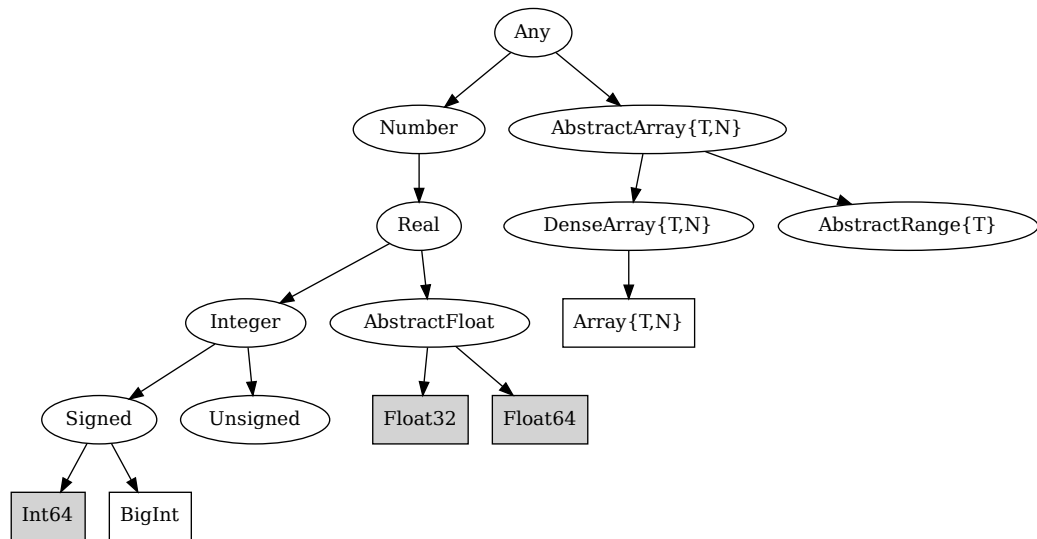 Any
Number
AbstractArray{T,N}
Real
DenseArray{T,N}
AbstractRange{T}
Integer
AbstractFloat
Array{T,N}
Signed
Unsigned
Float32
Float64
Int64
BigInt